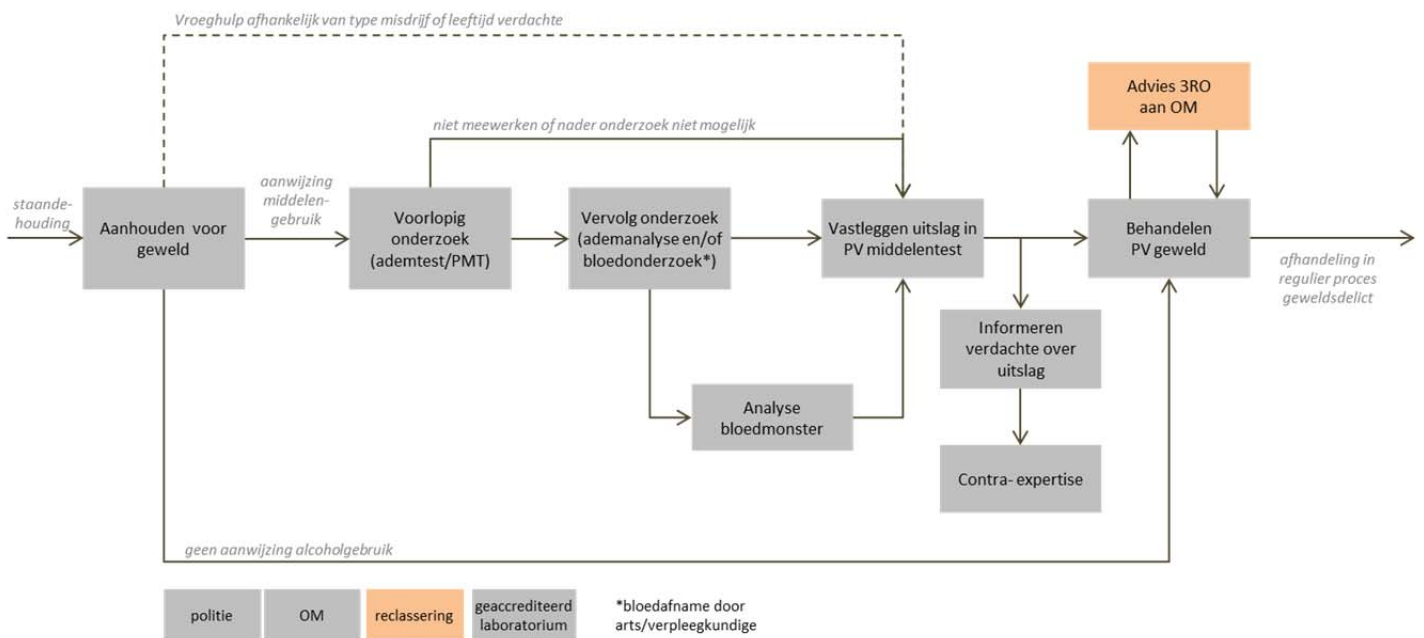 Vroeghulp afhankelijk van type misdrijf of leeftijd verdachte
Advies 3RO
aan OM
niet meewerken of nader onderzoek niet mogelijk
staande-
houding
Aanhouden voor
geweld
aanwijzing
middelen-
gebruik
Voorlopig
onderzoek
(ademtest/PMT)
Vervolg onderzoek
(ademanalyse en/of
bloedonderzoek*)
Vastleggen uitslag in
PV middelentest
Behandelen
PV geweld
afhandeling in
regulier proces
geweldsdelict
Informeren
verdachte over
uitslag
Analyse
bloedmonster
Contra- expertise
geen aanwijzing alcoholgebruik
politie
OM
reclassering
geaccrediteerd
laboratorium
*bloedafname door
arts/verpleegkundige